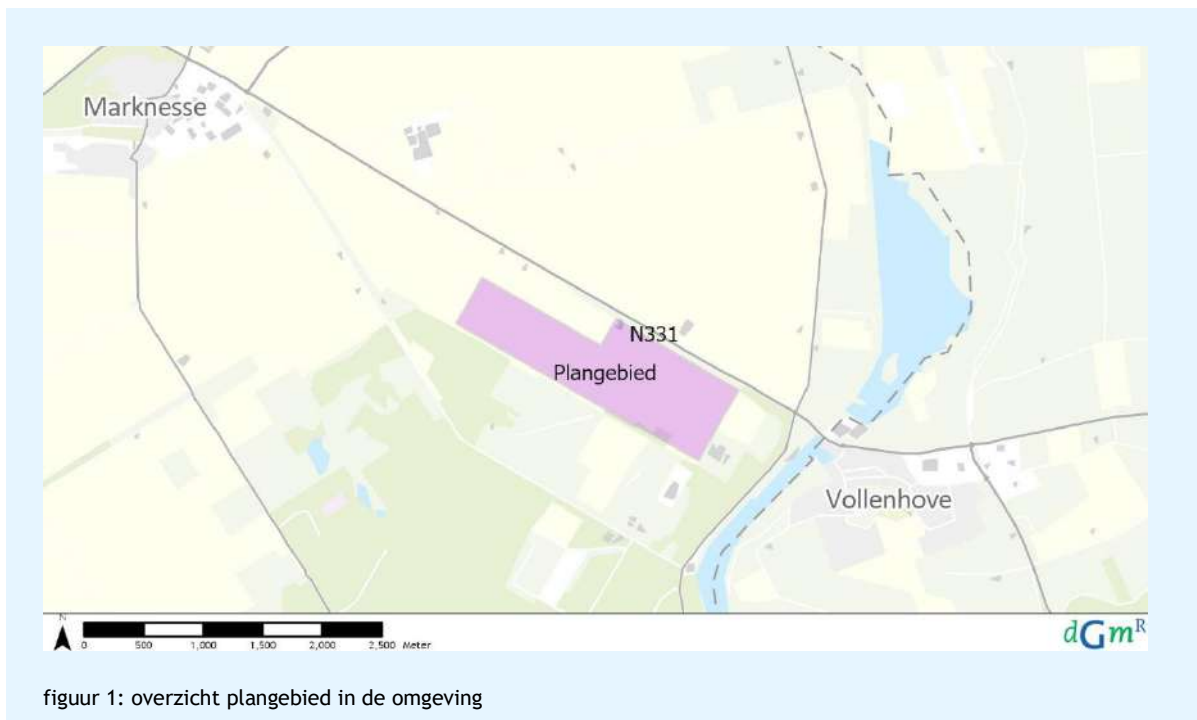 Marknesse
N331
Plangebied
Vollenhove
N
0 500 1,000 1,500 2,000 2,500 Meter
dGmR
figuur 1: overzicht plangebied in de omgeving